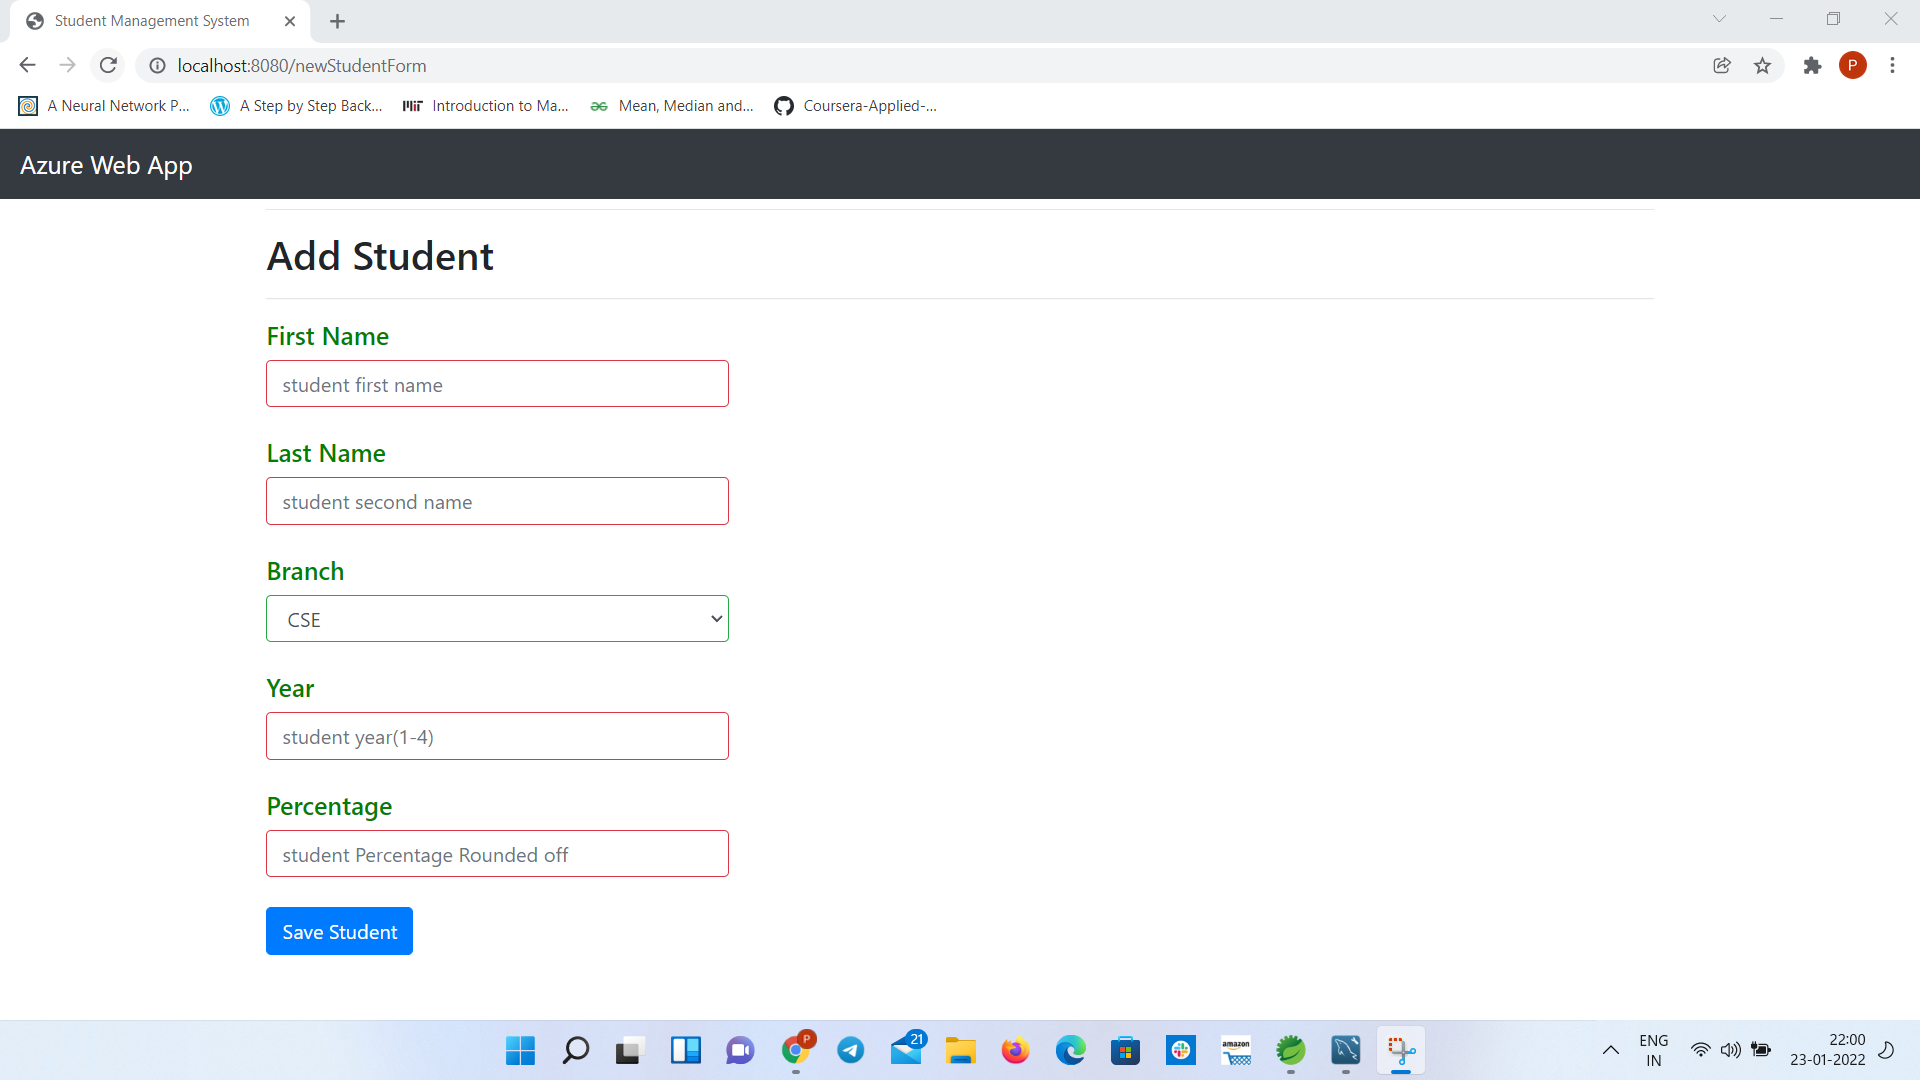 Student Management System
localhost:8080/newStudentForm
P
A Neural Network P...
A Step by Step Back...
Introduction to Ma...
Mean, Median and...
Coursera-Applied-...
Azure Web App
Add Student
First Name
student first name
Last Name
student second name
Branch
CSE
Year
student year(1-4)
Percentage
student Percentage Rounded off
Save Student
P
21
amazon
ENG
IN
22:00
23-01-2022